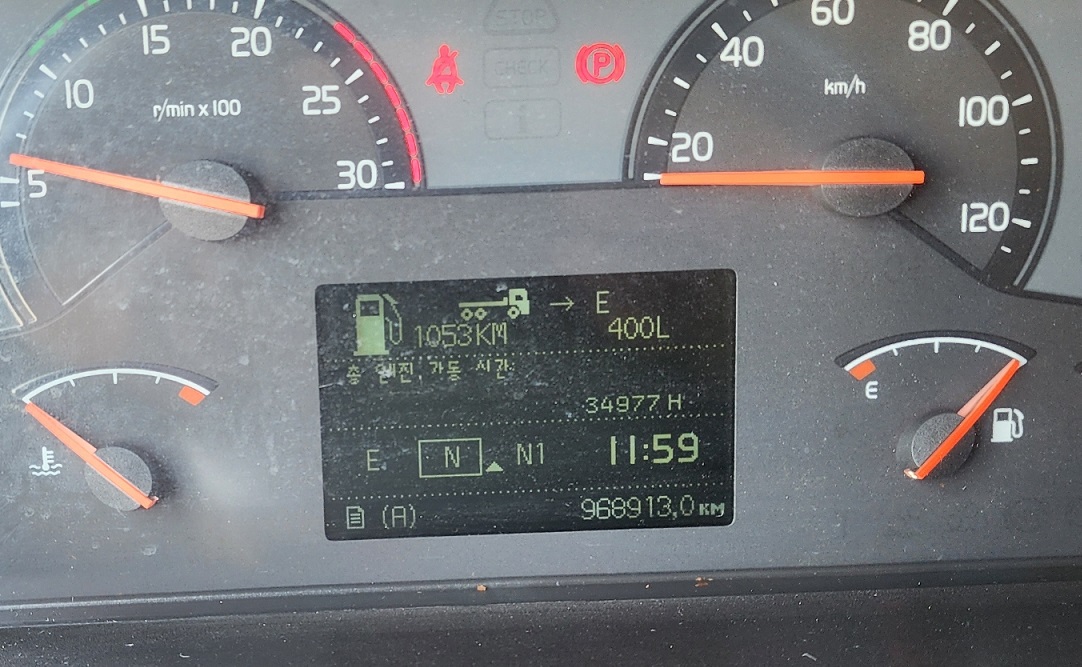 STOP
CHECK
5
10
15
20
25
30
r/min x 100
P
20
40
60
80
100
120
km/h
1053KM → E
400L
총 엔진 가동 시간
34977 H
E N N1 11:59
(A) 968913,0 KM
E